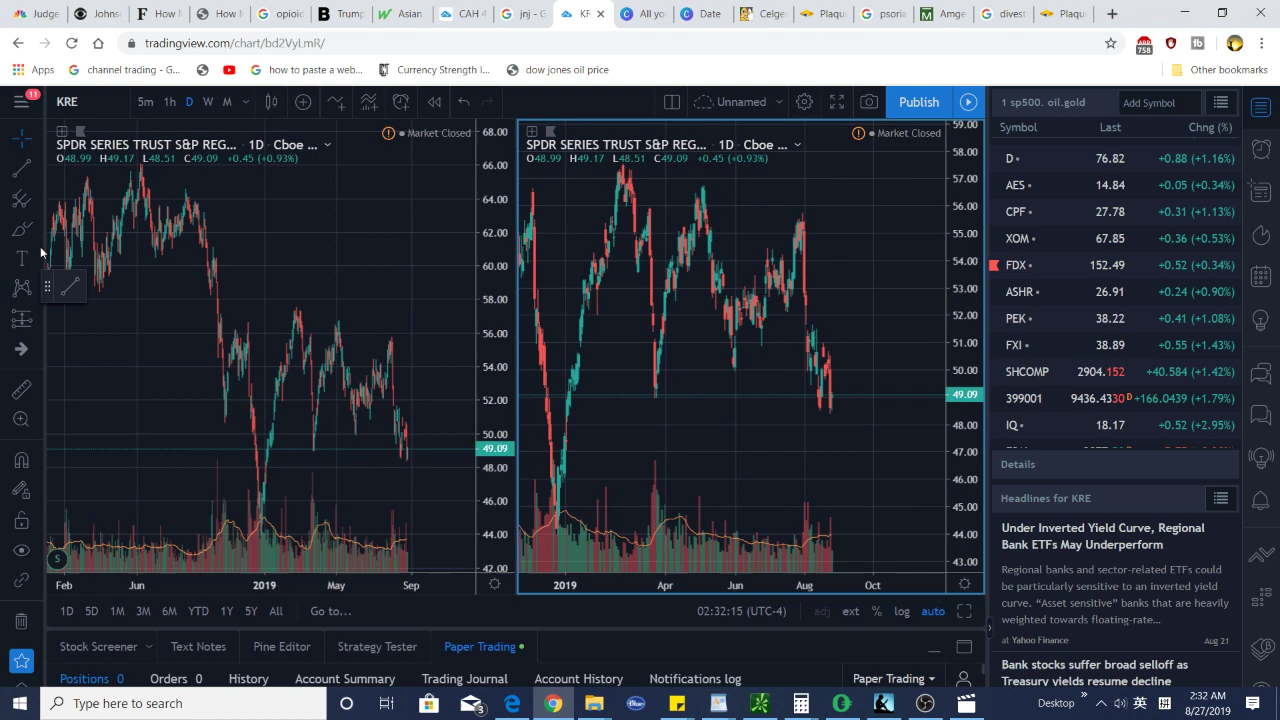 Johns
How N
How N
opioid
Trump
Asian
CAH 4
jnj - G
KF
All yo
Data
Celge
Plaqu
psoria
Amge
divest
Plaqu
tradingview.com/chart/bd2VyLmR/
758
Apps
channel trading - G...
how to paste a web...
Currency Strength I...
dow jones oil price
Other bookmarks
11
KRE
5m 1h D W M
Unnamed
Publish
1 sp500. oil.gold
Add Symbol
Symbol Last Chng (%)
SPDR SERIES TRUST S&P REG... 1D Cboe ...
Market Closed
O48.99 H49.17 L48.51 C49.09 +0.45 (+0.93%)
68.00
66.00
64.00
62.00
60.00
58.00
56.00
54.00
52.00
50.00
49.09
48.00
46.00
44.00
42.00
Feb Jun 2019 May Sep
S
SPDR SERIES TRUST S&P REG... 1D Cboe ...
Market Closed
O48.99 H49.17 L48.51 C49.09 +0.45 (+0.93%)
59.00
58.00
57.00
56.00
55.00
54.00
53.00
52.00
51.00
50.00
49.09
48.00
47.00
46.00
45.00
44.00
43.00
2019 Apr Jun Aug Oct
D 76.82 +0.88 (+1.16%)
AES 14.84 +0.05 (+0.34%)
CPF 27.78 +0.31 (+1.13%)
XOM 67.85 +0.36 (+0.53%)
FDX 152.49 +0.52 (+0.34%)
ASHR 26.91 +0.24 (+0.90%)
PEK 38.22 +0.41 (+1.08%)
FXI 38.89 +0.55 (+1.43%)
SHCOMP 2904.152 +40.584 (+1.42%)
399001 9436.4330 D +166.0439 (+1.79%)
IQ 18.17 +0.52 (+2.95%)
Details
Headlines for KRE
Under Inverted Yield Curve, Regional
Bank ETFs May Underperform
Regional banks and sector-related ETFs could
be particularly sensitive to an inverted yield
curve. “Asset sensitive” banks that are heavily
weighted towards floating-rate...
at Yahoo Finance Aug 21
Bank stocks suffer broad selloff as
Treasury yields resume decline
1D 5D 1M 3M 6M YTD 1Y 5Y All Go to...
02:32:15 (UTC-4) adj ext % log auto
Stock Screener Text Notes Pine Editor Strategy Tester Paper Trading
Positions 0 Orders 0 History Account Summary Trading Journal Account History Notifications log Paper Trading
Type here to search
3
Blue
Desktop
英
拼
2:32 AM
8/27/2019